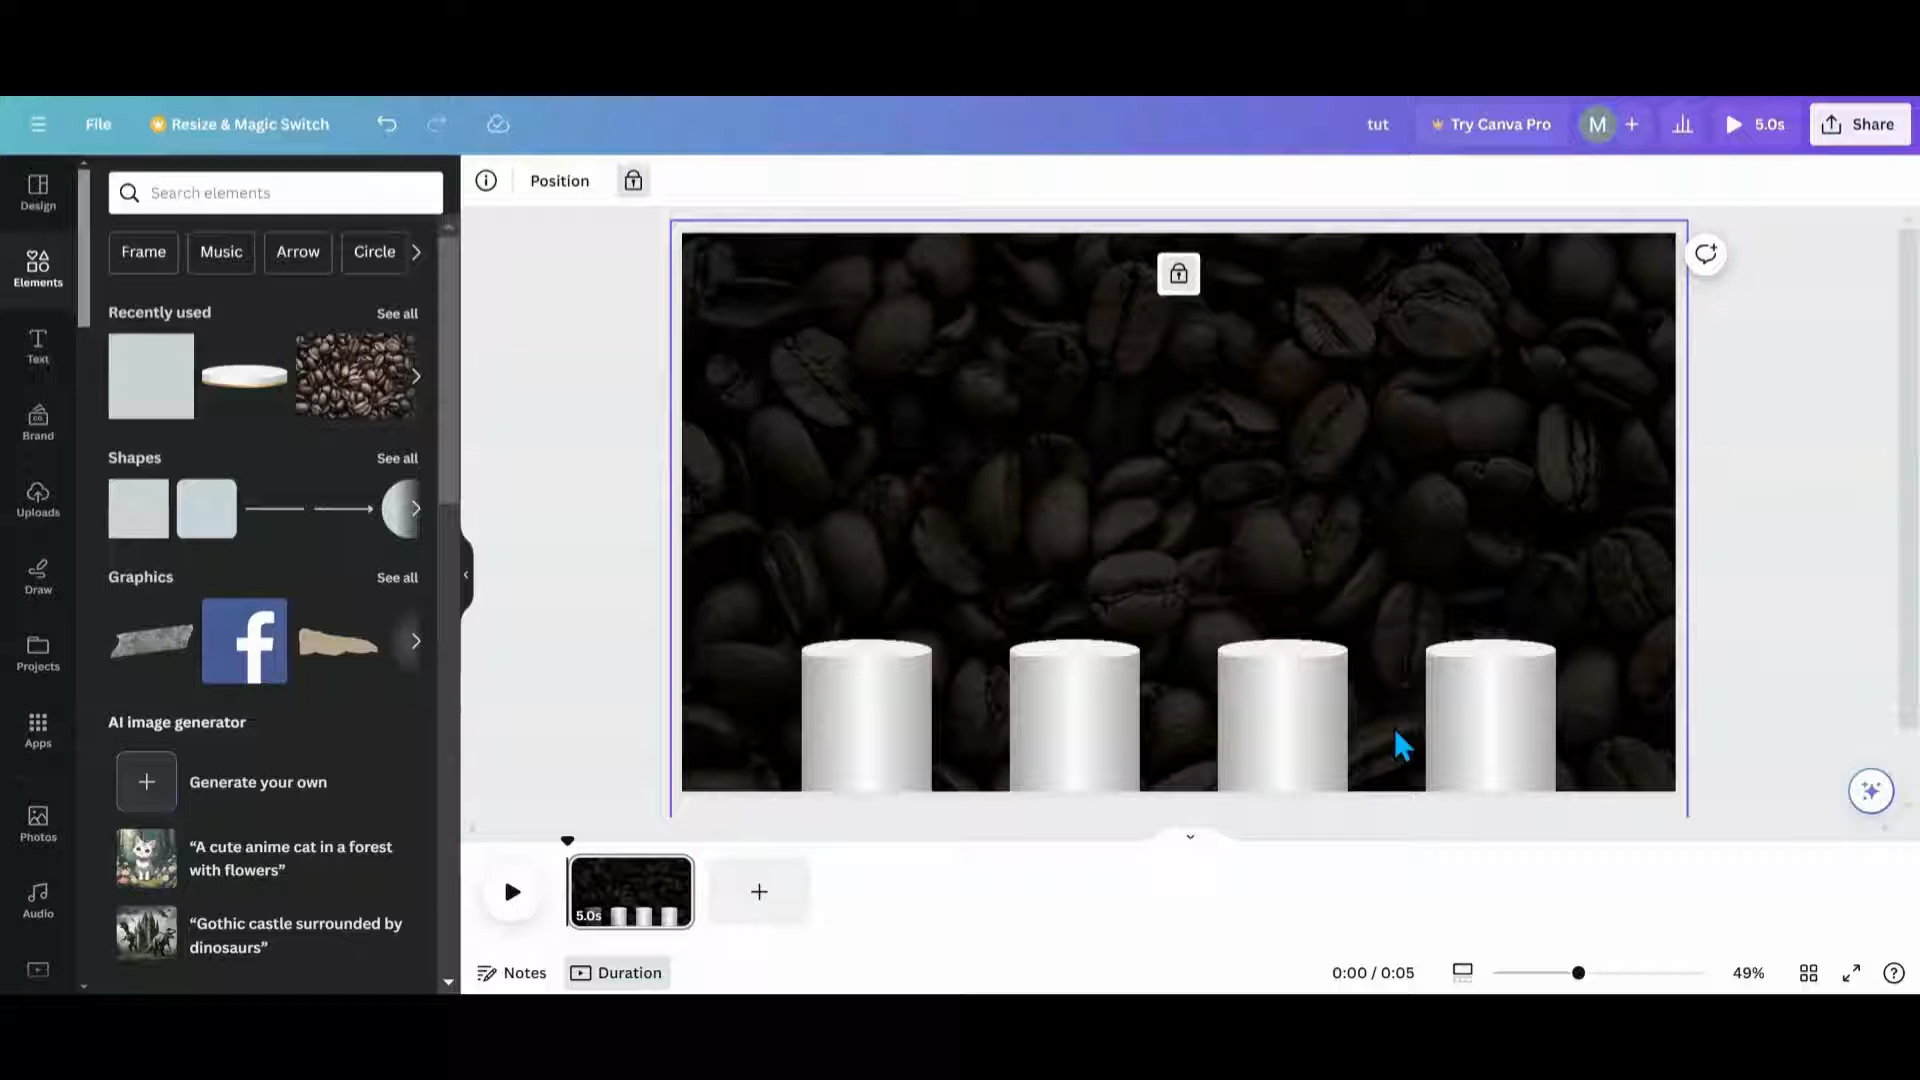 File
Resize & Magic Switch
tut
Try Canva Pro
M
5.0s
Share
Design
Elements
Text
Brand
Uploads
Draw
Projects
Apps
Photos
Audio
Search elements
Frame
Music
Arrow
Circle
Recently used
See all
Shapes
See all
Graphics
See all
f
AI image generator
Generate your own
“A cute anime cat in a forest
with flowers”
“Gothic castle surrounded by
dinosaurs”
Position
5.0s
Notes
Duration
0:00 / 0:05
49%